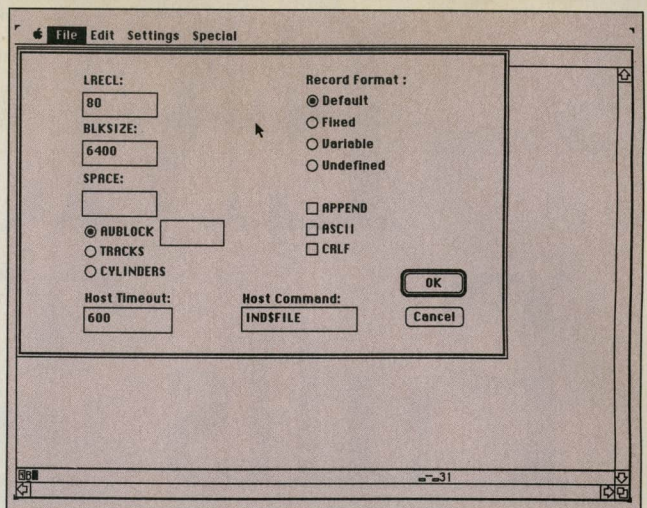 File Edit Settings Special
LRECL:
80
BLKSIZE:
6400
SPACE:
AVBLOCK
TRACKS
CYLINDERS
Host Timeout:
600
Record Format :
Default
Fixed
Variable
Undefined
APPEND
ASCII
CRLF
Host Command:
IND$FILE
OK
Cancel
31